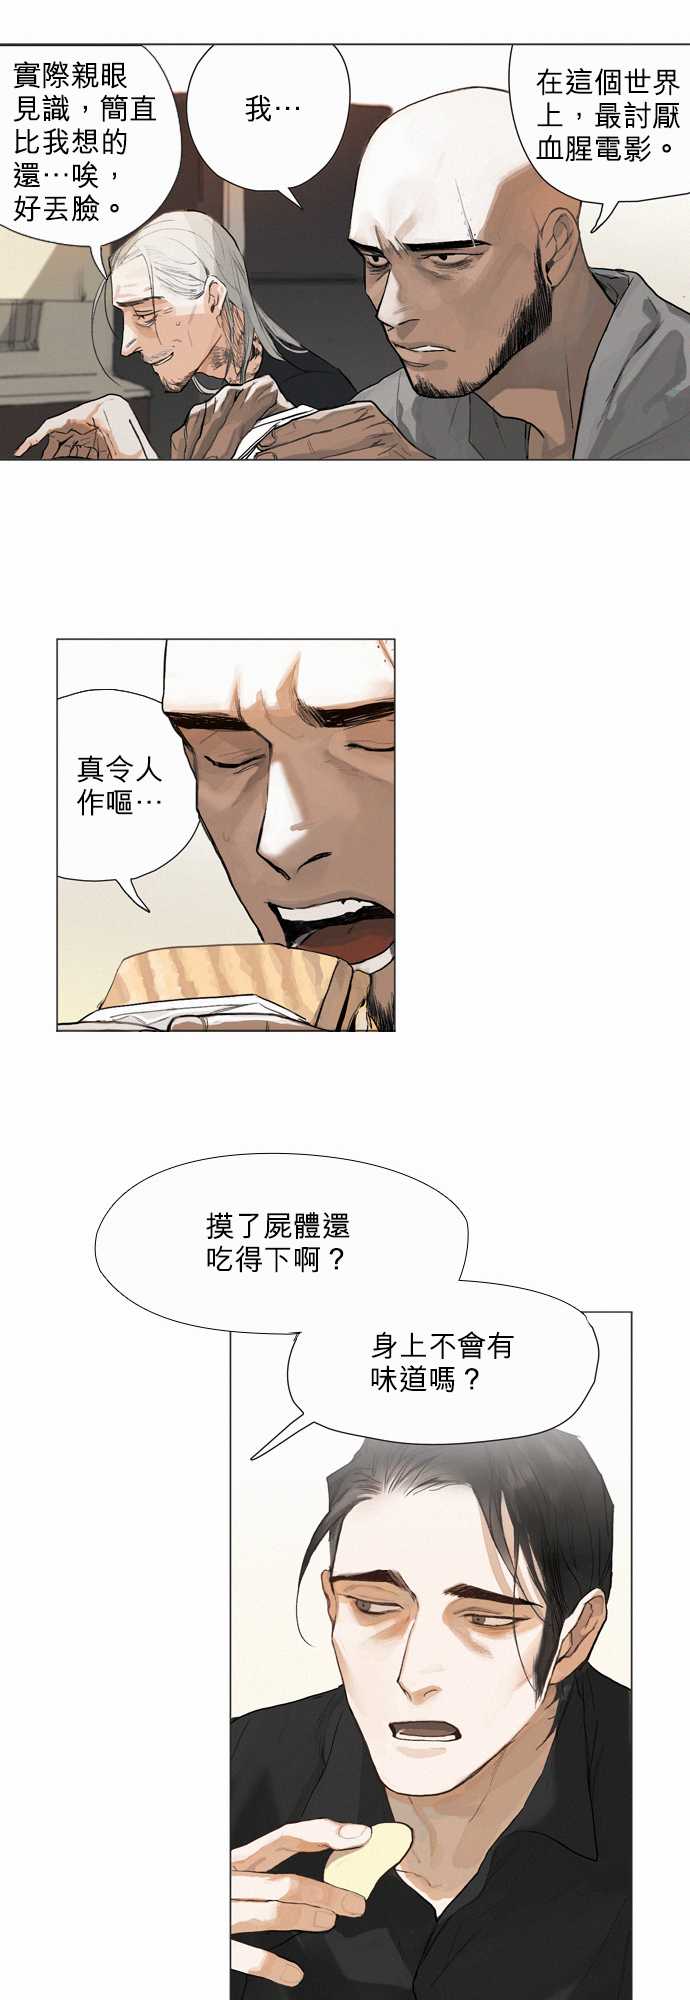 實際親眼
見識，簡直
比我想的
還…唉，
好丟臉。
我…
在這個世界
上，最討厭
血腥電影。
真令人
作嘔…
摸了屍體還
吃得下啊？
身上不會有
味道嗎？